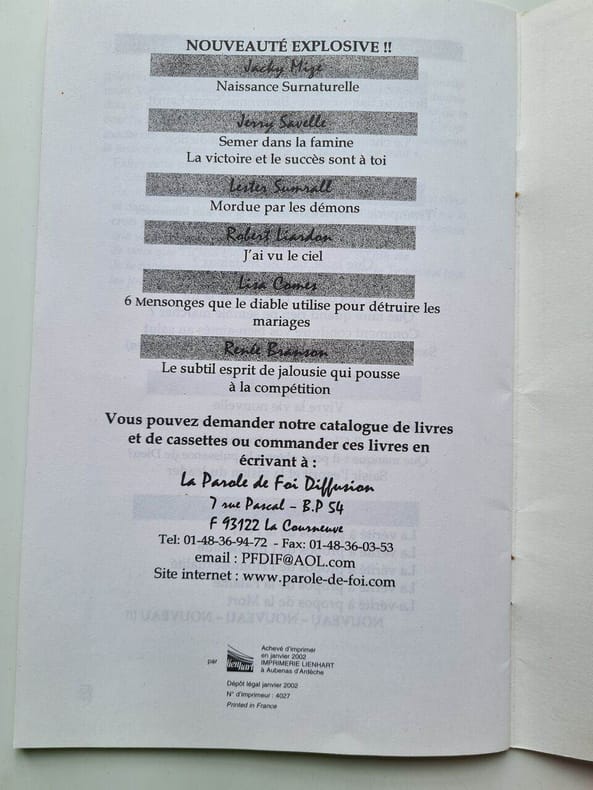 NOUVEAUTÉ EXPLOSIVE !!
Jacky Mizé
Naissance Surnaturelle
Jerry Savelle
Semer dans la famine
La victoire et le succès sont à toi
Lester Sumrall
Mordue par les démons
Robert Liardon
J'ai vu le ciel
Lisa Comes
6 Mensonges que le diable utilise pour détruire les
mariages
Renée Branson
Le subtil esprit de jalousie qui pousse
à la compétition
Vous pouvez demander notre catalogue de livres
et de cassettes ou commander ces livres en
écrivant à :
La Parole de Foi Diffusion
7 rue Pascal - B.P 54
F 93122 La Courneuve
Tel: 01-48-36-94-72 - Fax: 01-48-36-03-53
email : PFDIF@AOL.com
Site internet : www.parole-de-foi.com
Achevé d'imprimer
en janvier 2002
par lienhart IMPRIMERIE LIENHART
à Aubenas d'Ardèche
Dépôt légal janvier 2002
N° d'imprimeur : 4027
Printed in France